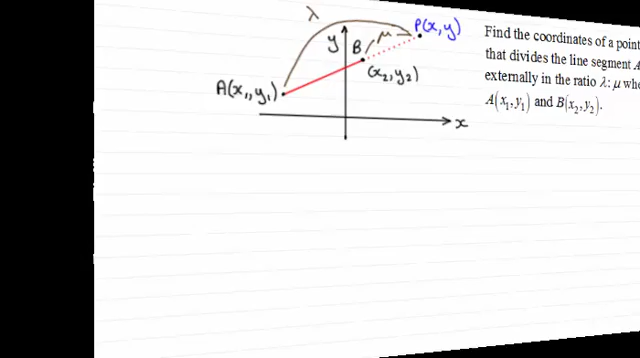 λ
P(x,y)
y
B
μ
(x₂,y₂)
A(x₁,y₁)
x
Find the coordinates of a point
that divides the line segment
externally in the ratio λ: μ
A(x₁,y₁) and B(x₂,y₂).